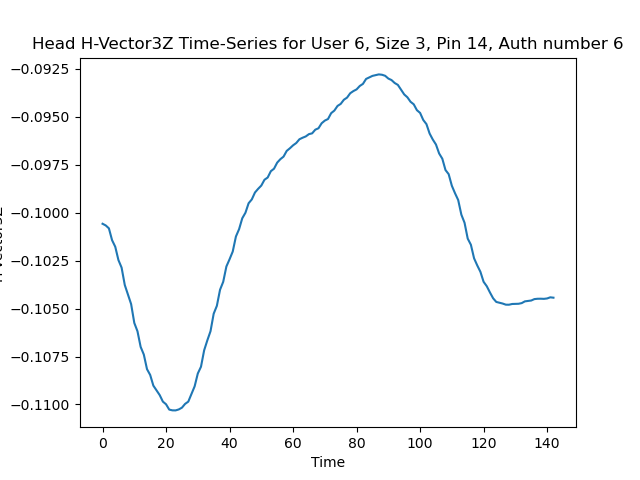 Head H-Vector3Z Time-Series for User 6, Size 3, Pin 14, Auth number 6
−0.0925
−0.0950
−0.0975
−0.1000
−0.1025
−0.1050
−0.1075
−0.1100
0 20 40 60 80 100 120 140
Time